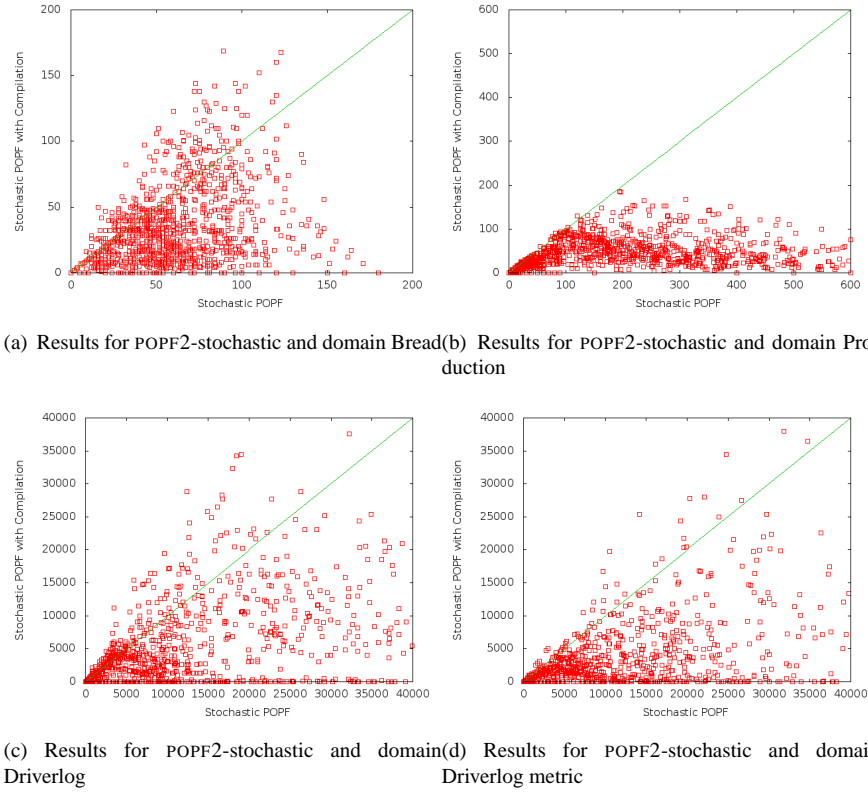 200
150
100
50
0
0 50 100 150 200
Stochastic POPF with Compilation
Stochastic POPF
600
500
400
300
200
100
0
0 100 200 300 400 500 600
Stochastic POPF with Compilation
Stochastic POPF
(a) Results for POPF2-stochastic and domain Bread
(b) Results for POPF2-stochastic and domain Pro
duction
40000
35000
30000
25000
20000
15000
10000
5000
0
0 5000 10000 15000 20000 25000 30000 35000 40000
Stochastic POPF with Compilation
Stochastic POPF
40000
35000
30000
25000
20000
15000
10000
5000
0
0 5000 10000 15000 20000 25000 30000 35000 40000
Stochastic POPF with Compilation
Stochastic POPF
(c) Results for POPF2-stochastic and domain
Driverlog
(d) Results for POPF2-stochastic and domai
Driverlog metric